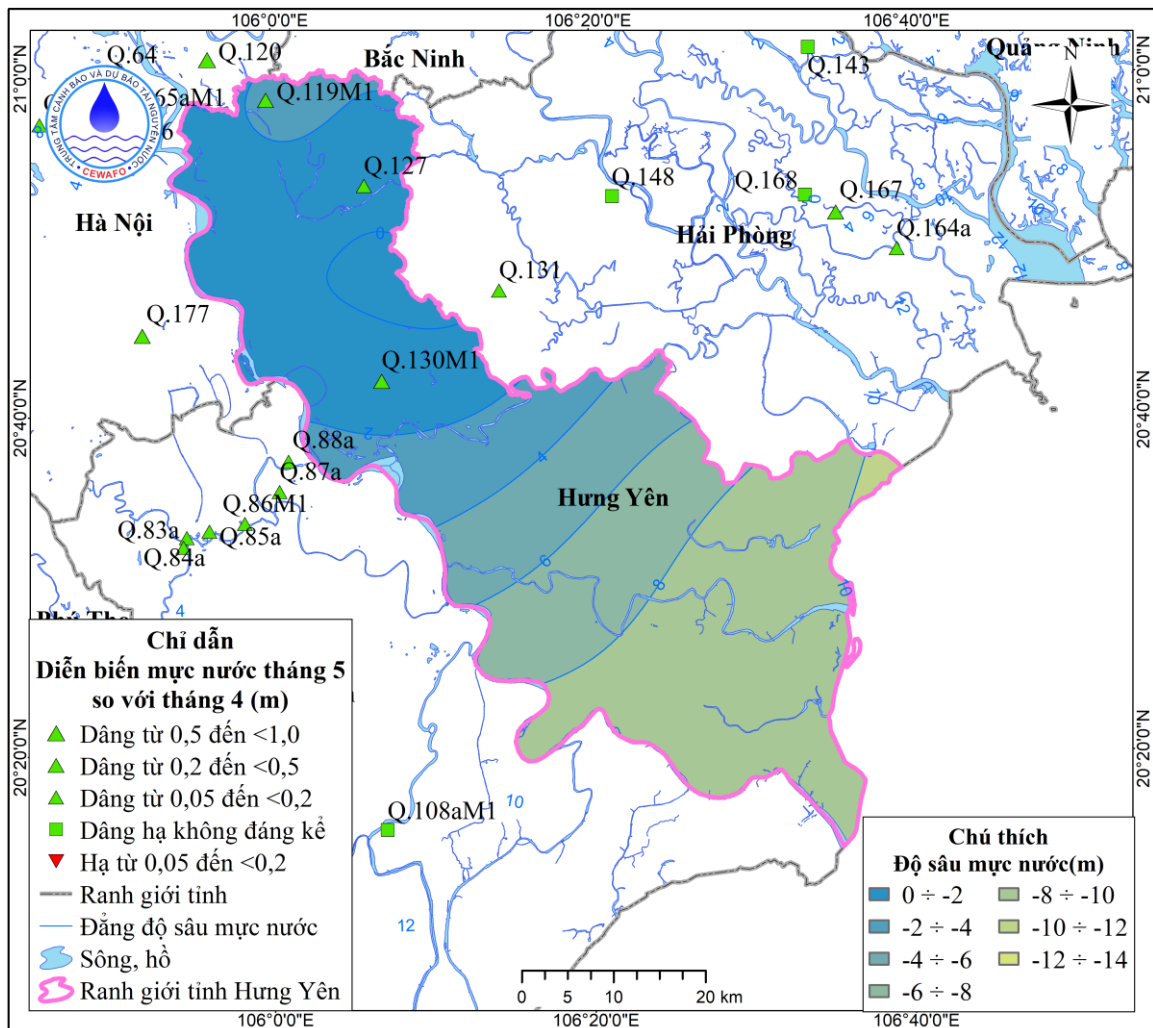 106°0'0"E
106°20'0"E
106°40'0"E
21°0'0"N
20°40'0"N
20°20'0"N
21°0'0"N
20°40'0"N
20°20'0"N
106°0'0"E
106°20'0"E
106°40'0"E
Q.64
Q.120
Bắc Ninh
Q.143
Quảng Ninh
N
65aM1
Q.119M1
TRUNG TÂM CẢNH BÁO VÀ DỰ BÁO TÀI NGUYÊN NƯỚC
CEWAFO
Q.127
Q.148
Q.168
Q.167
Hà Nội
Hải Phòng
Q.164a
Q.131
Q.177
Q.130M1
Q.88a
Q.87a
Hưng Yên
Q.86M1
Q.83a
Q.85a
Q.84a
Q.108aM1
0
2
4
6
8
10
4
10
12
12
10
Chỉ dẫn
Diễn biến mực nước tháng 5
so với tháng 4 (m)
Dâng từ 0,5 đến <1,0
Dâng từ 0,2 đến <0,5
Dâng từ 0,05 đến <0,2
Dâng hạ không đáng kể
Hạ từ 0,05 đến <0,2
Ranh giới tỉnh
Đẳng độ sâu mực nước
Sông, hồ
Ranh giới tỉnh Hưng Yên
0 5 10 20 km
Chú thích
Độ sâu mực nước(m)
0 ÷ -2
-2 ÷ -4
-4 ÷ -6
-6 ÷ -8
-8 ÷ -10
-10 ÷ -12
-12 ÷ -14